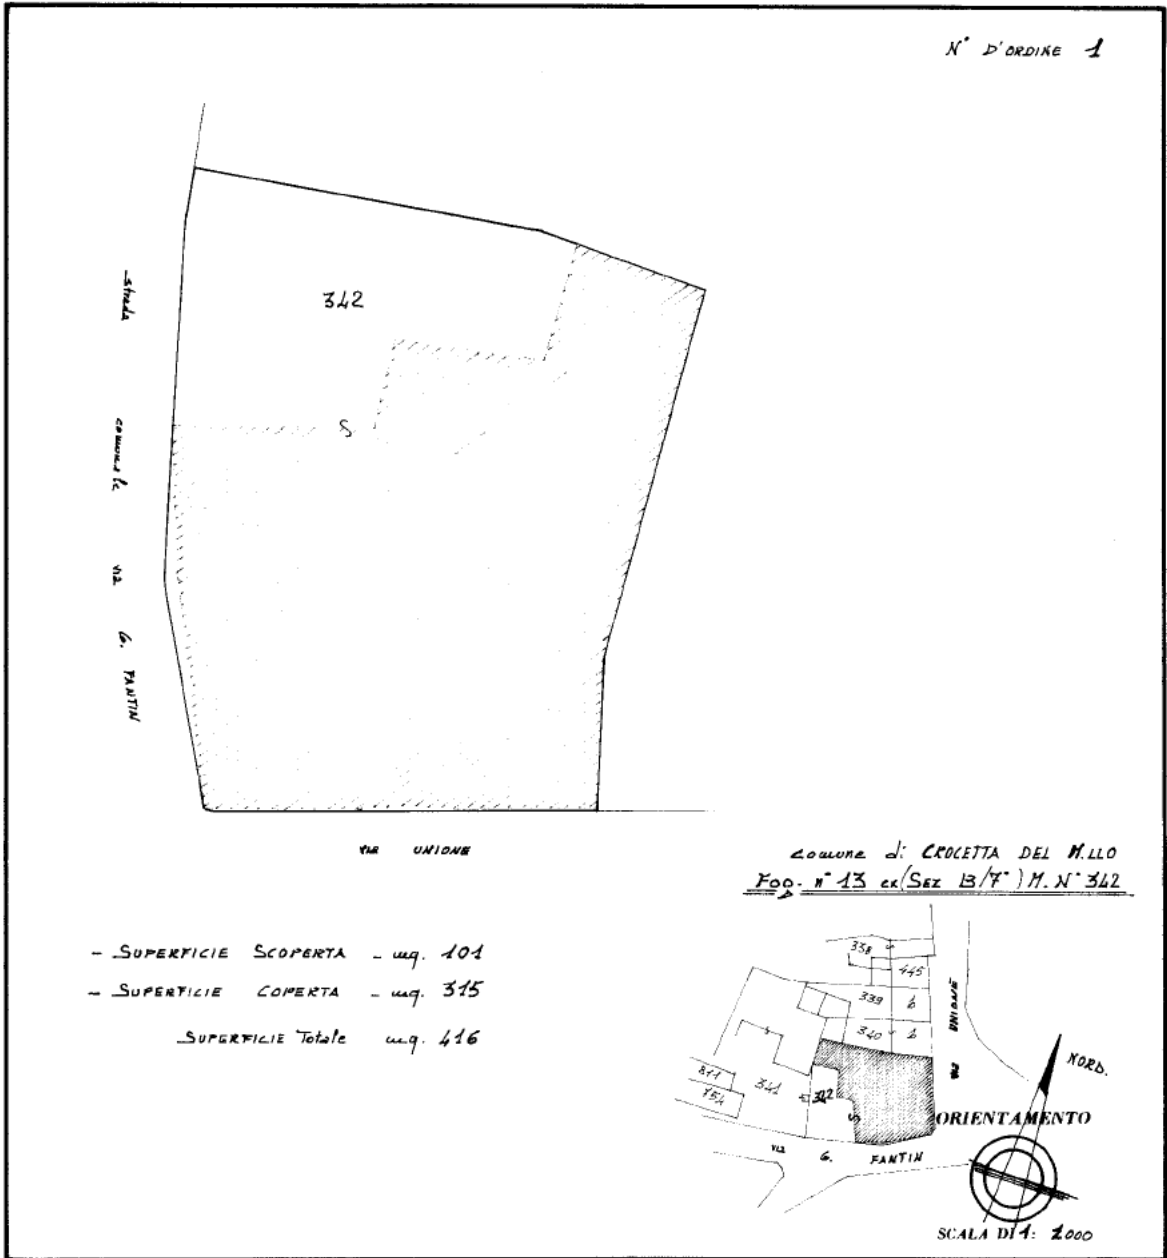 N° D'ORDINE 1
342
S
strada comunale via G. FANTIN
via UNIONE
comune di CROCETTA DEL M.LLO
Fog. n° 13 ex (SEZ B/7°) M. N° 342
- SUPERFICIE SCOPERTA - mq. 101
- SUPERFICIE COPERTA - mq. 315
SUPERFICIE Totale mq. 416
338 S
445
339 b
340 b
via UNIONE
811
754
341
342
S
via G. FANTIN
NORD.
ORIENTAMENTO
SCALA DI 1: 2000